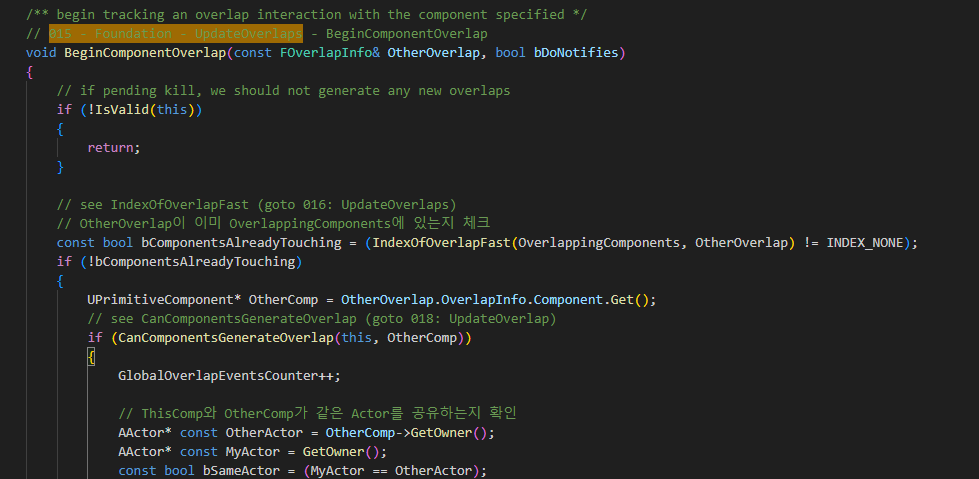 /** begin tracking an overlap interaction with the component specified */
// 015 - Foundation - UpdateOverlaps - BeginComponentOverlap
void BeginComponentOverlap(const FOverlapInfo& OtherOverlap, bool bDoNotifies)
{
// if pending kill, we should not generate any new overlaps
if (!IsValid(this))
{
return;
}
// see IndexOfOverlapFast (goto 016: UpdateOverlaps)
// OtherOverlap이 이미 OverlappingComponents에 있는지 체크
const bool bComponentsAlreadyTouching = (IndexOfOverlapFast(OverlappingComponents, OtherOverlap) != INDEX_NONE);
if (!bComponentsAlreadyTouching)
{
UPrimitiveComponent* OtherComp = OtherOverlap.OverlapInfo.Component.Get();
// see CanComponentsGenerateOverlap (goto 018: UpdateOverlap)
if (CanComponentsGenerateOverlap(this, OtherComp))
{
GlobalOverlapEventsCounter++;
// ThisComp와 OtherComp가 같은 Actor를 공유하는지 확인
AActor* const OtherActor = OtherComp->GetOwner();
AActor* const MyActor = GetOwner();
const bool bSameActor = (MyActor == OtherActor);